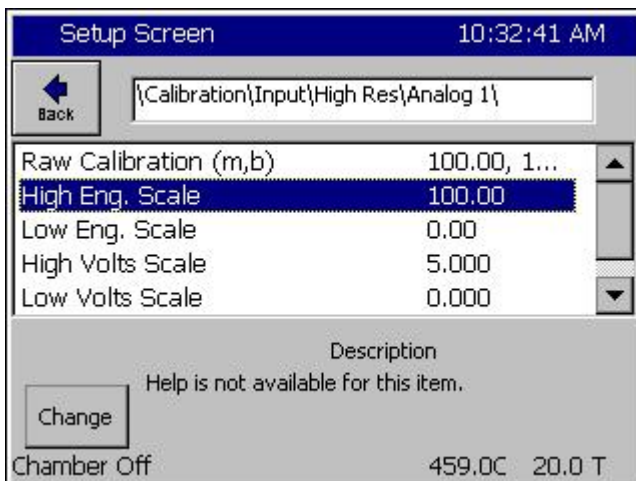 Setup Screen 10:32:41 AM
Back
\Calibration\Input\High Res\Analog 1\
Raw Calibration (m,b) 100.00, 1...
High Eng. Scale 100.00
Low Eng. Scale 0.00
High Volts Scale 5.000
Low Volts Scale 0.000
Description
Help is not available for this item.
Change
Chamber Off 459.0C 20.0 T